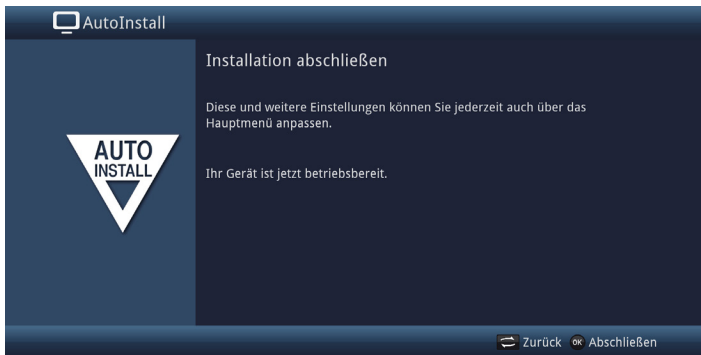 AutoInstall
Installation abschließen
Diese und weitere Einstellungen können Sie jederzeit auch über das
Hauptmenü anpassen.
AUTO
INSTALL
Ihr Gerät ist jetzt betriebsbereit.
Zurück OK Abschließen